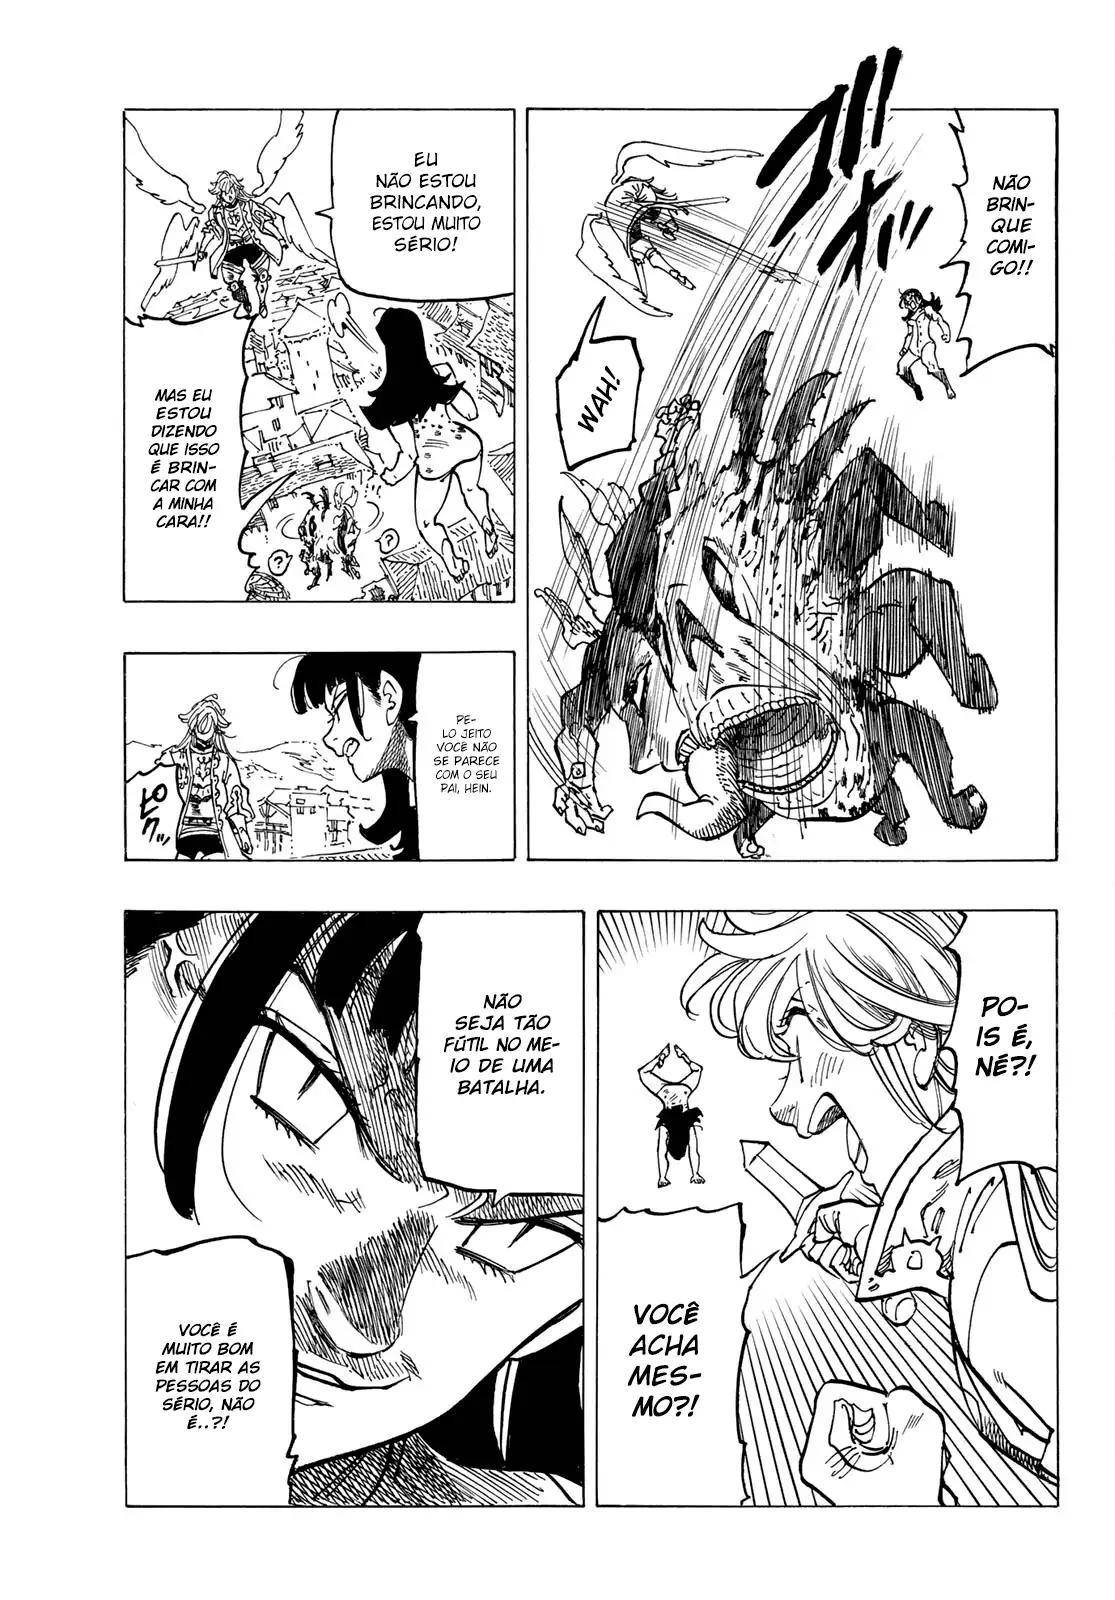 NÃO
BRIN-
QUE
COMI-
GO!!
WAH!
EU
NÃO ESTOU
BRINCANDO,
ESTOU MUITO
SÉRIO!
MAS EU
ESTOU
DIZENDO
QUE ISSO
É BRIN-
CAR COM
A MINHA
CARA!!
?
?
PE-
LO JEITO
VOCÊ NÃO
SE PARECE
COM O SEU
PAI, HEIN.
ピクッ
PO-
IS É,
NÉ?!
VOCÊ
ACHA
MES-
MO?!
NÃO
SEJA TÃO
FÚTIL NO ME-
IO DE UMA
BATALHA.
VOCÊ É
MUITO BOM
EM TIRAR AS
PESSOAS DO
SÉRIO, NÃO
É..?!